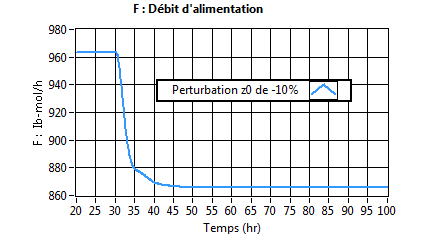 F : Débit d'alimentation
980
960
940
920
900
880
860
F : Ib-mol/h
Perturbation z0 de -10%
20 25 30 35 40 45 50 55 60 65 70 75 80 85 90 95 100
Temps (hr)